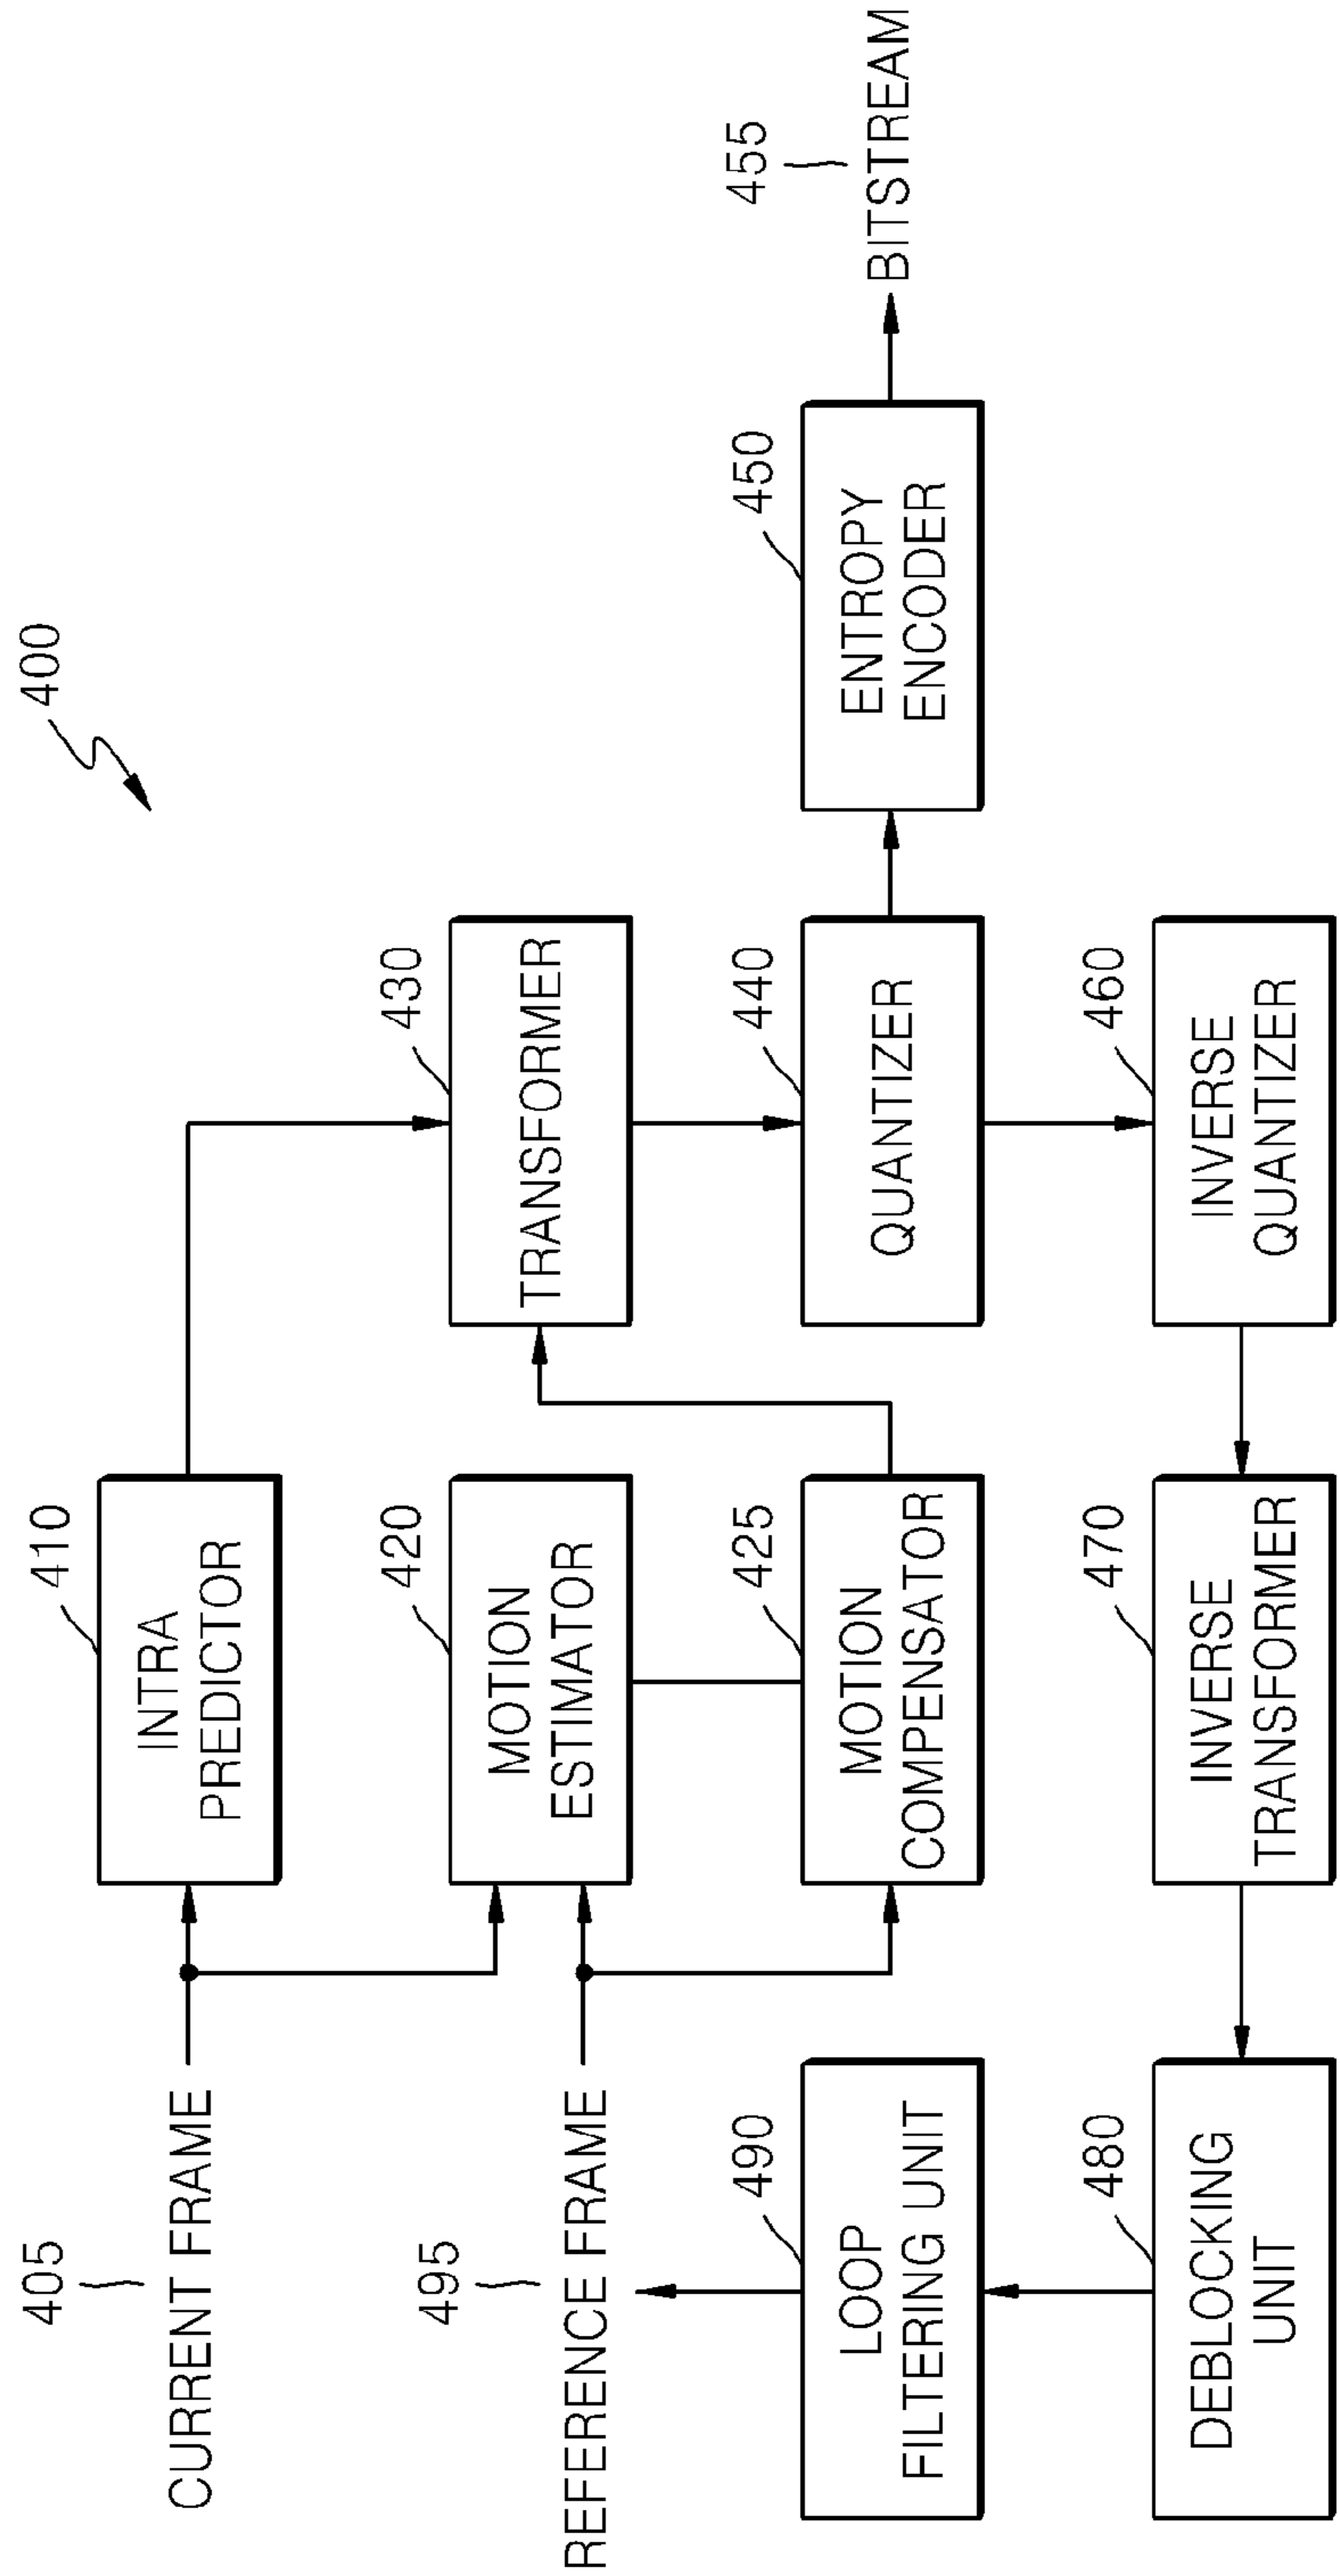 400
405
CURRENT FRAME
410
INTRA
PREDICTOR
495
REFERENCE FRAME
420
MOTION
ESTIMATOR
430
TRANSFORMER
490
LOOP
FILTERING UNIT
425
MOTION
COMPENSATOR
440
QUANTIZER
450
ENTROPY
ENCODER
455
BITSTREAM
480
DEBLOCKING
UNIT
470
INVERSE
TRANSFORMER
460
INVERSE
QUANTIZER